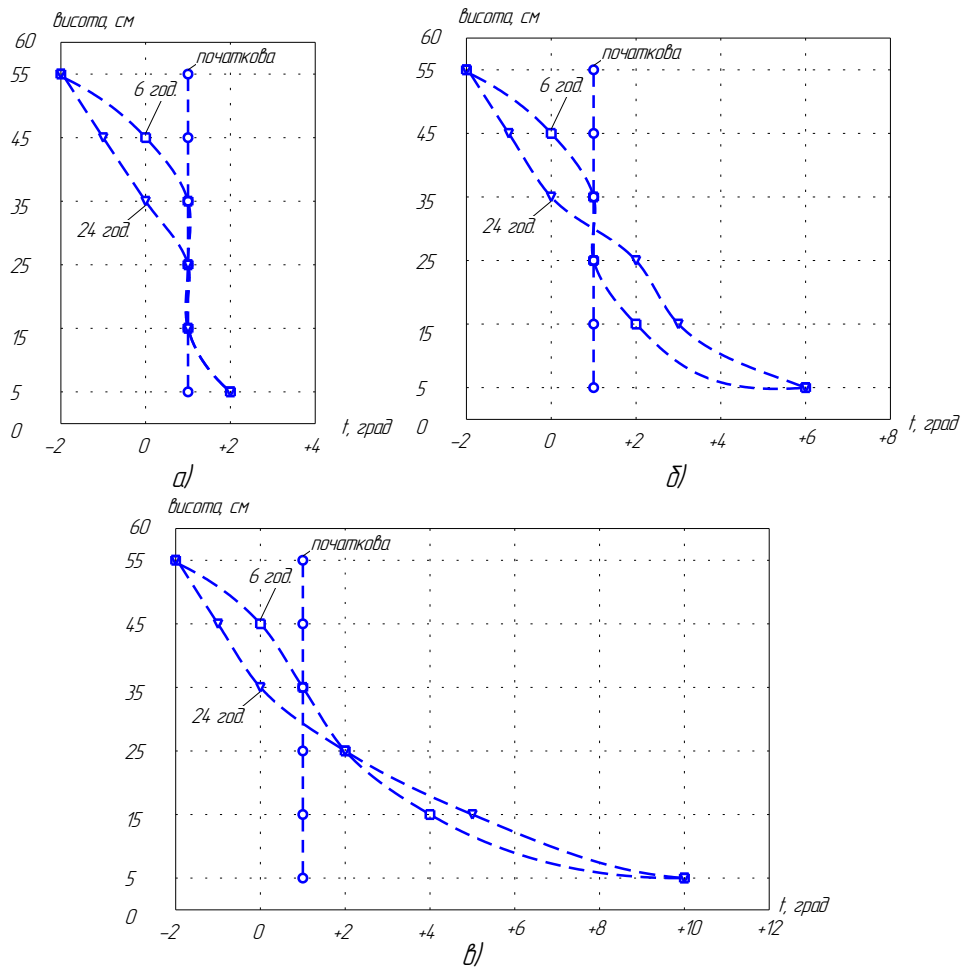 висота, см
60
початкова
55
6 год.
45
35
24 год.
25
15
5
0
t, град
-2
0
+2
+4
а)
висота, см
60
початкова
55
6 год.
45
35
24 год.
25
15
5
0
t, град
-2
0
+2
+4
+6
+8
б)
висота, см
60
початкова
55
6 год.
45
35
24 год.
25
15
5
0
t, град
-2
0
+2
+4
+6
+8
+10
+12
в)